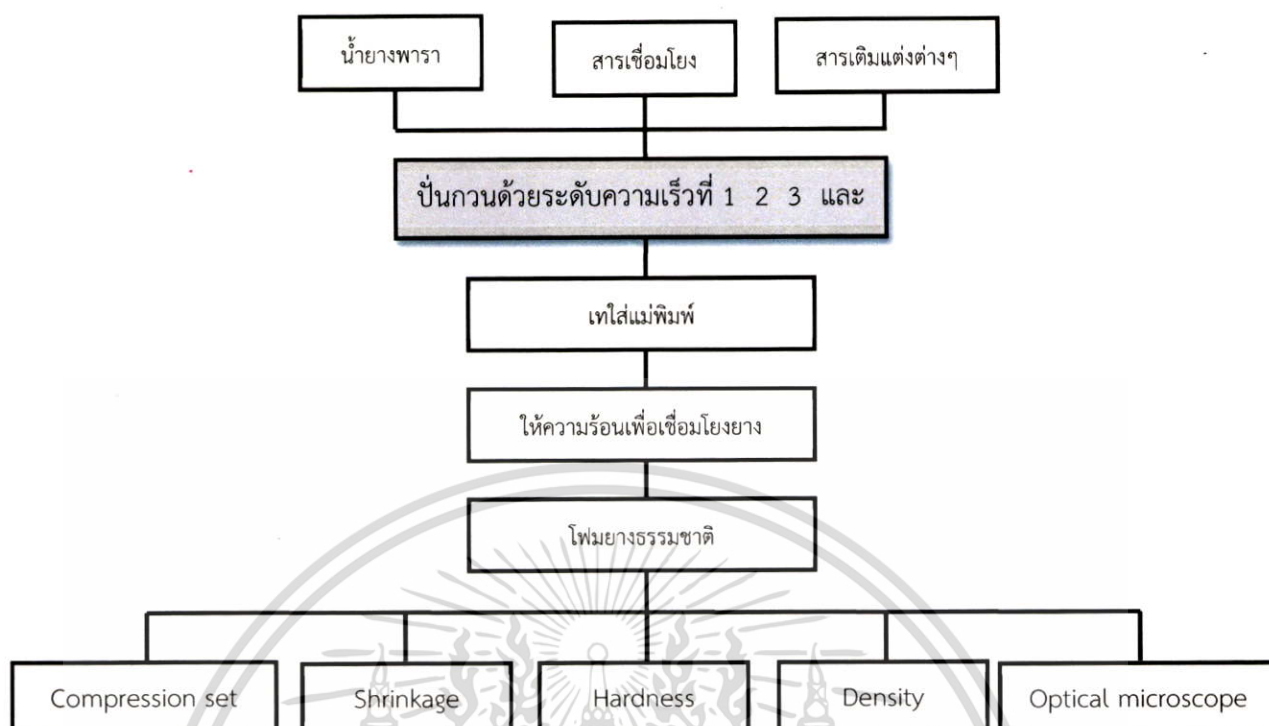 น้ำยางพารา
สารเชื่อมโยง
สารเติมแต่งต่างๆ
ปั่นกวนด้วยระดับความเร็วที่ 1 2 3 และ
เทใส่แม่พิมพ์
ให้ความร้อนเพื่อเชื่อมโยงยาง
โฟมยางธรรมชาติ
Compression set
Shrinkage
Hardness
Density
Optical microscope